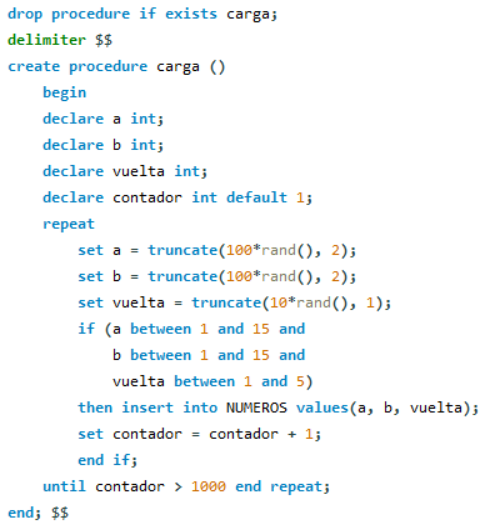 drop procedure if exists carga;
delimiter $$
create procedure carga ()
begin
declare a int;
declare b int;
declare vuelta int;
declare contador int default 1;
repeat
set a = truncate(100*rand(), 2);
set b = truncate(100*rand(), 2);
set vuelta = truncate(10*rand(), 1);
if (a between 1 and 15 and
b between 1 and 15 and
vuelta between 1 and 5)
then insert into NUMEROS values(a, b, vuelta);
set contador = contador + 1;
end if;
until contador > 1000 end repeat;
end; $$